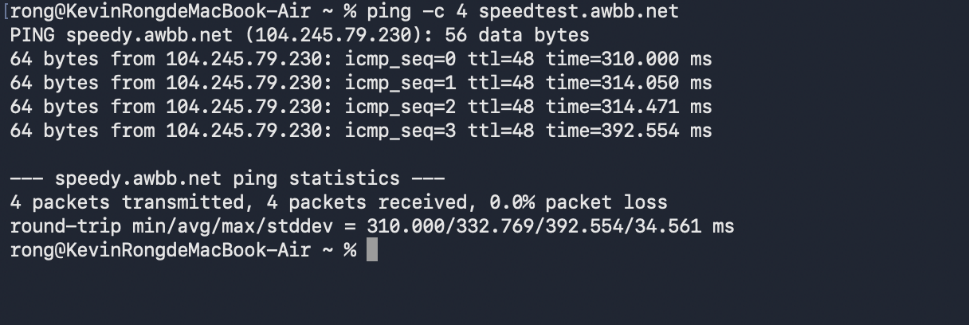 [rong@KevinRongdeMacBook-Air ~ % ping -c 4 speedtest.awbb.net
PING speedy.awbb.net (104.245.79.230): 56 data bytes
64 bytes from 104.245.79.230: icmp_seq=0 ttl=48 time=310.000 ms
64 bytes from 104.245.79.230: icmp_seq=1 ttl=48 time=314.050 ms
64 bytes from 104.245.79.230: icmp_seq=2 ttl=48 time=314.471 ms
64 bytes from 104.245.79.230: icmp_seq=3 ttl=48 time=392.554 ms

--- speedy.awbb.net ping statistics ---
4 packets transmitted, 4 packets received, 0.0% packet loss
round-trip min/avg/max/stddev = 310.000/332.769/392.554/34.561 ms
rong@KevinRongdeMacBook-Air ~ %